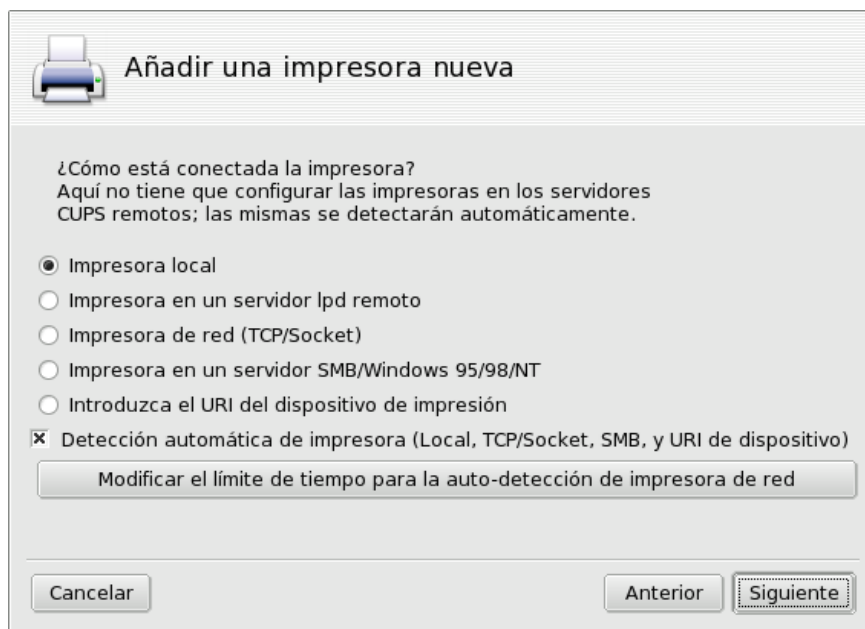 Añadir una impresora nueva
¿Cómo está conectada la impresora?
Aquí no tiene que configurar las impresoras en los servidores
CUPS remotos; las mismas se detectarán automáticamente.
Impresora local
Impresora en un servidor lpd remoto
Impresora de red (TCP/Socket)
Impresora en un servidor SMB/Windows 95/98/NT
Introduzca el URI del dispositivo de impresión
Detección automática de impresora (Local, TCP/Socket, SMB, y URI de dispositivo)
Modificar el límite de tiempo para la auto-detección de impresora de red
Cancelar Anterior Siguiente